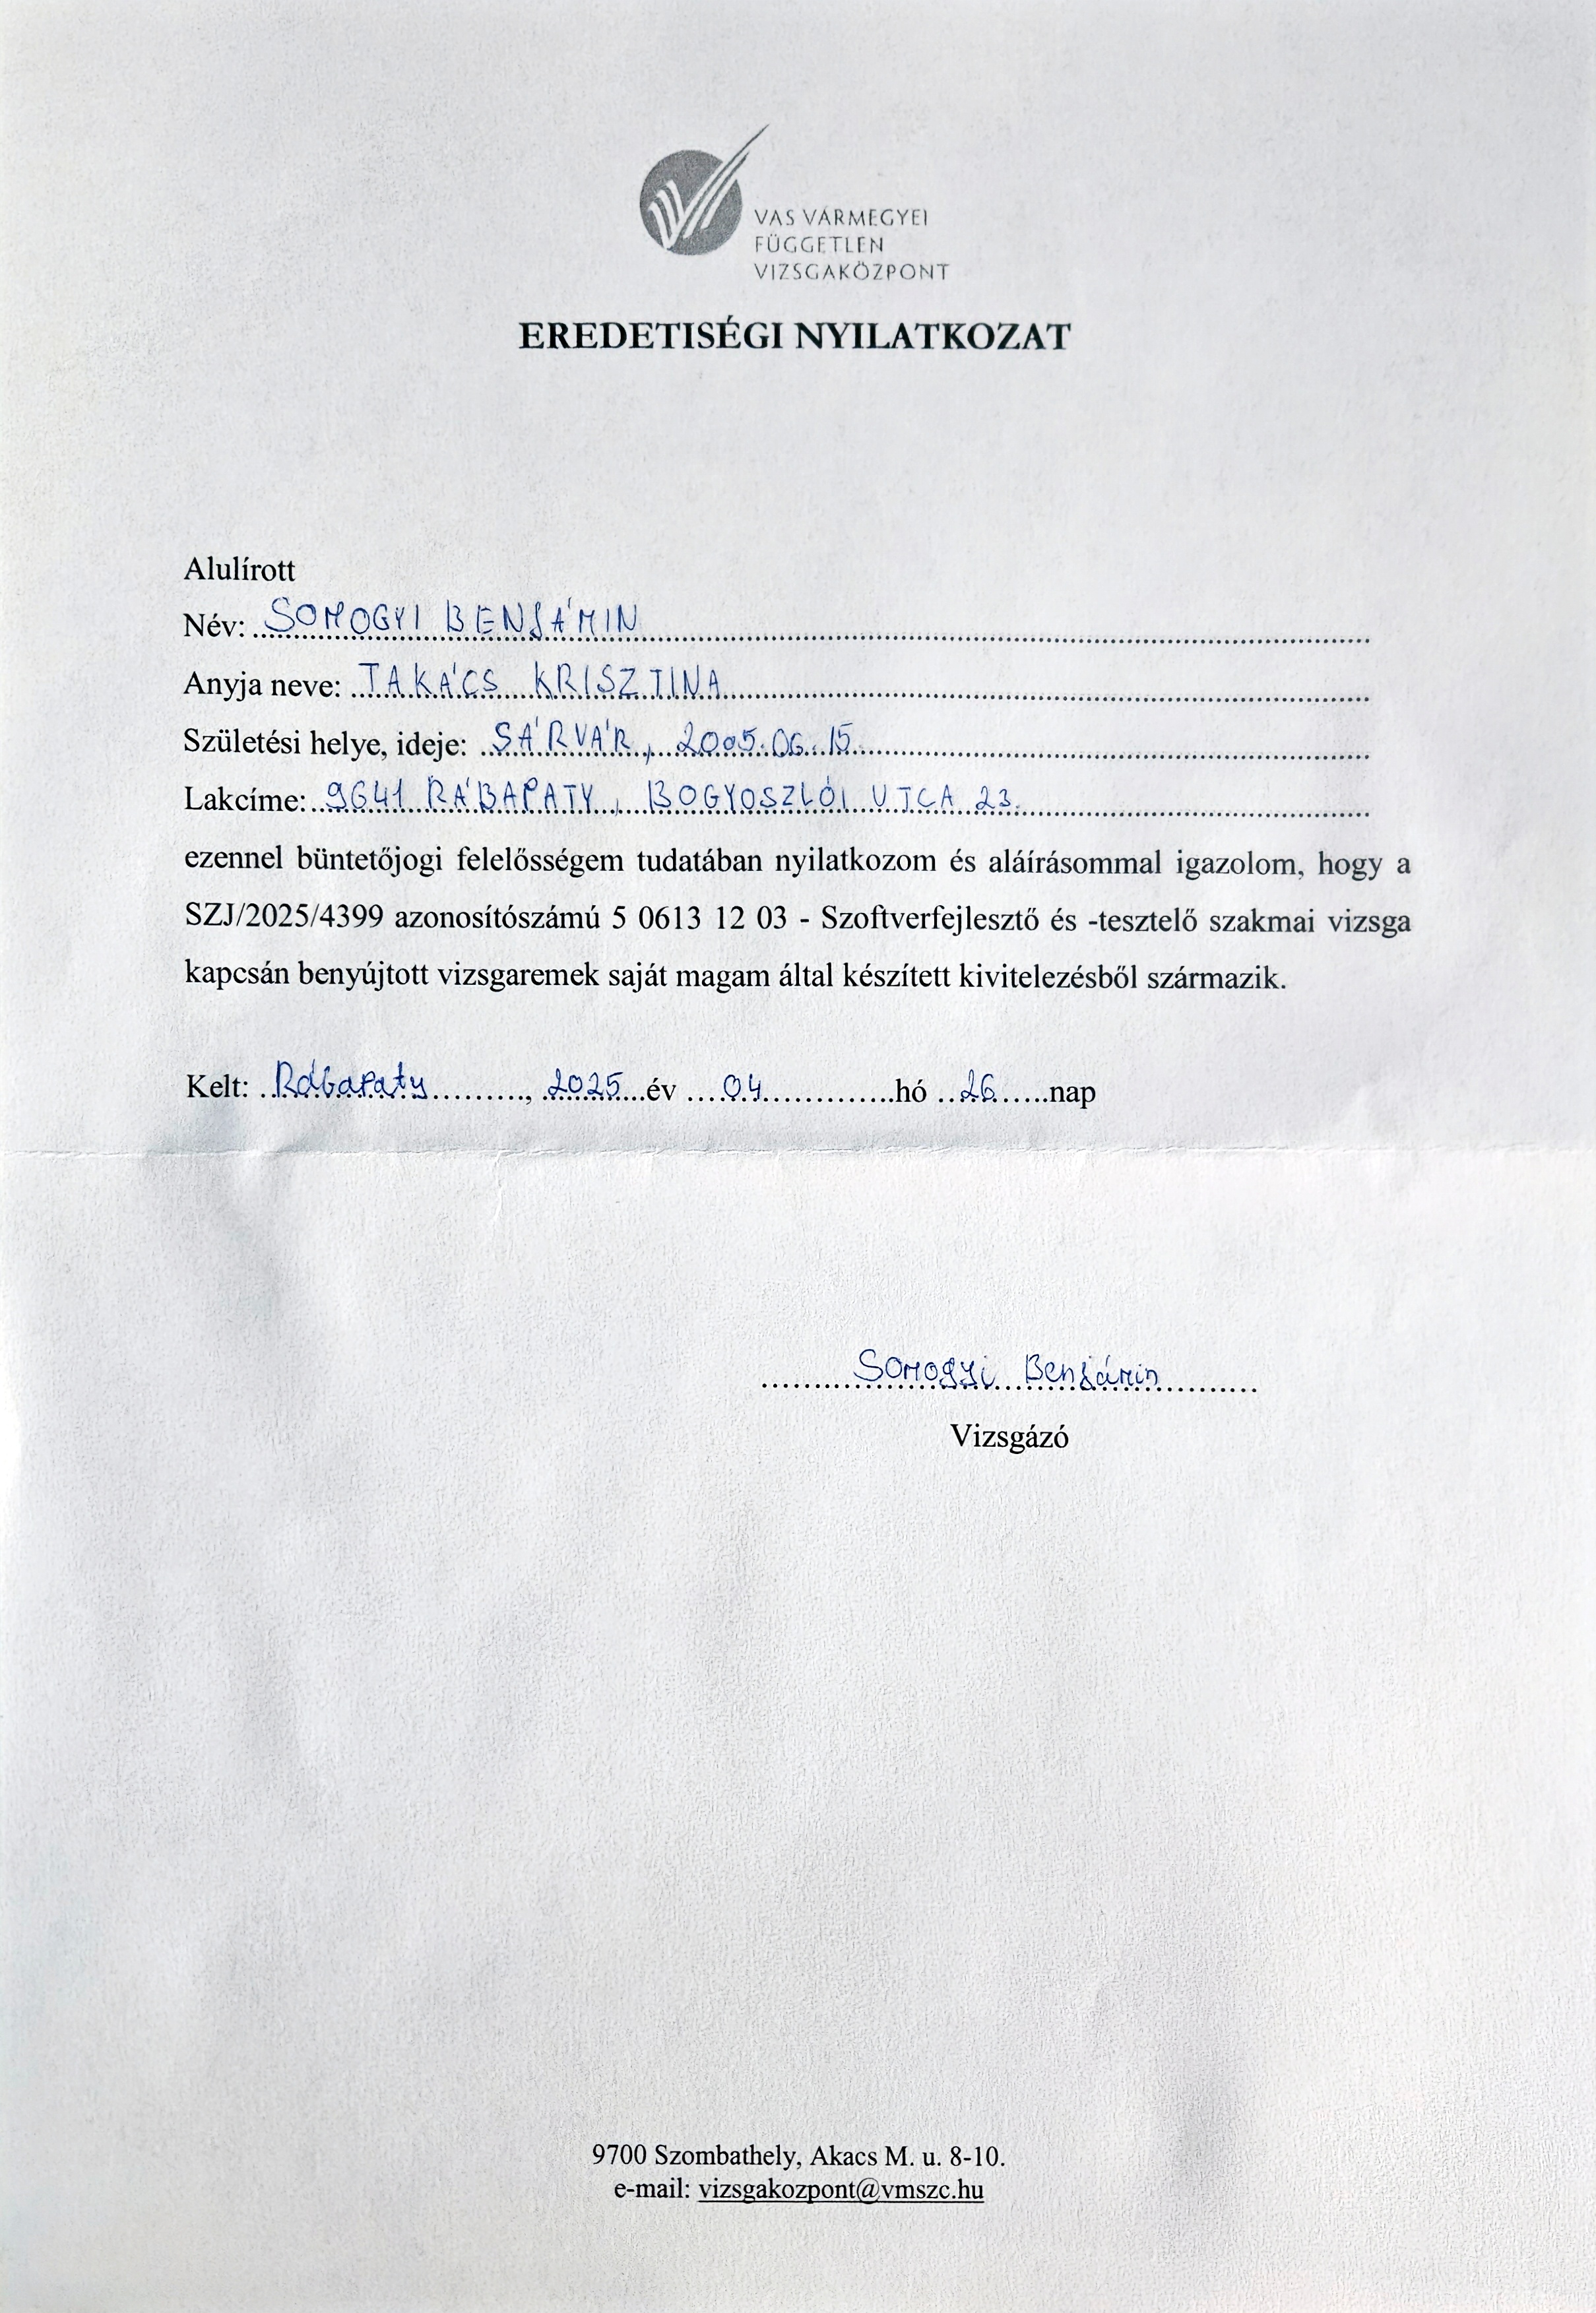 VAS VÁRMEGYEI
FÜGGETLEN
VIZSGAKÖZPONT
EREDETISÉGI NYILATKOZAT
Alulírott
Név: SOMOGYI BENJÁMIN
Anyja neve: TAKÁCS KRISZTINA
Születési helye, ideje: SÁRVÁR, 2005.06.15.
Lakcíme: 9641 RÁBAPATY, BOGYOSZLÓI UTCA 23.
ezennel büntetőjogi felelősségem tudatában nyilatkozom és aláírásommal igazolom, hogy a
SZJ/2025/4399 azonosítószámú 5 0613 12 03 - Szoftverfejlesztő és -tesztelő szakmai vizsga
kapcsán benyújtott vizsgaremek saját magam által készített kivitelezésből származik.
Kelt: Rábapaty, 2025 év 04 hó 26 nap
Somogyi Benjámin
Vizsgázó
9700 Szombathely, Akacs M. u. 8-10.
e-mail: vizsgakozpont@vmszc.hu